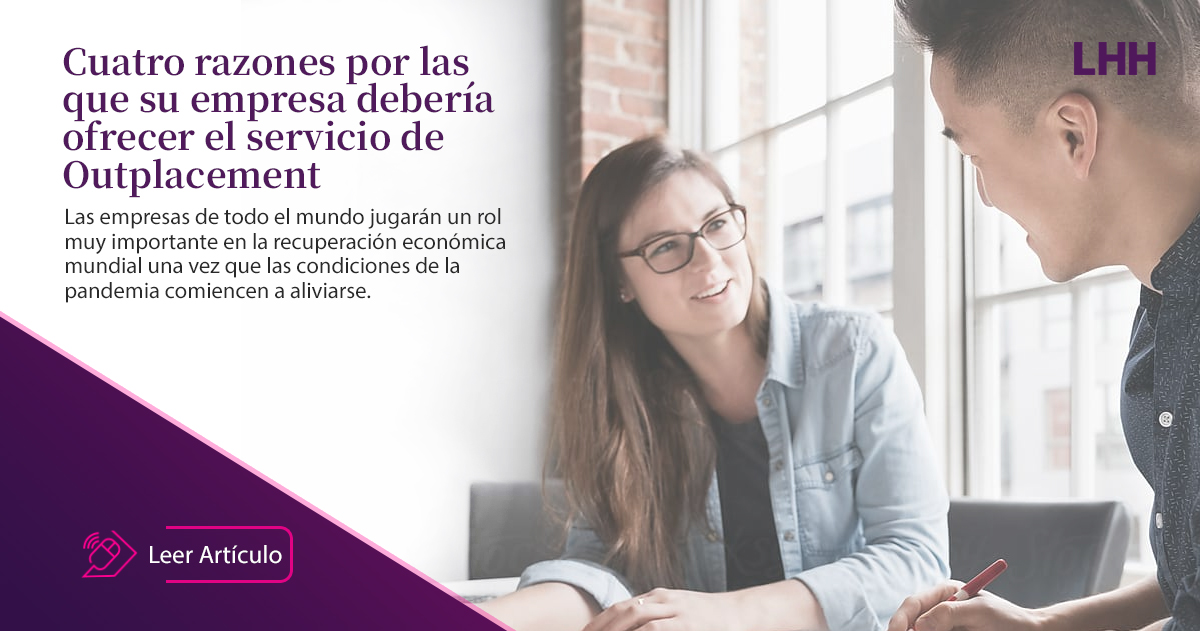 Cuatro razones por las
que su empresa debería
ofrecer el servicio de
Outplacement
Las empresas de todo el mundo jugarán un rol
muy importante en la recuperación económica
mundial una vez que las condiciones de la
pandemia comiencen a aliviarse.
LHH
Leer Artículo